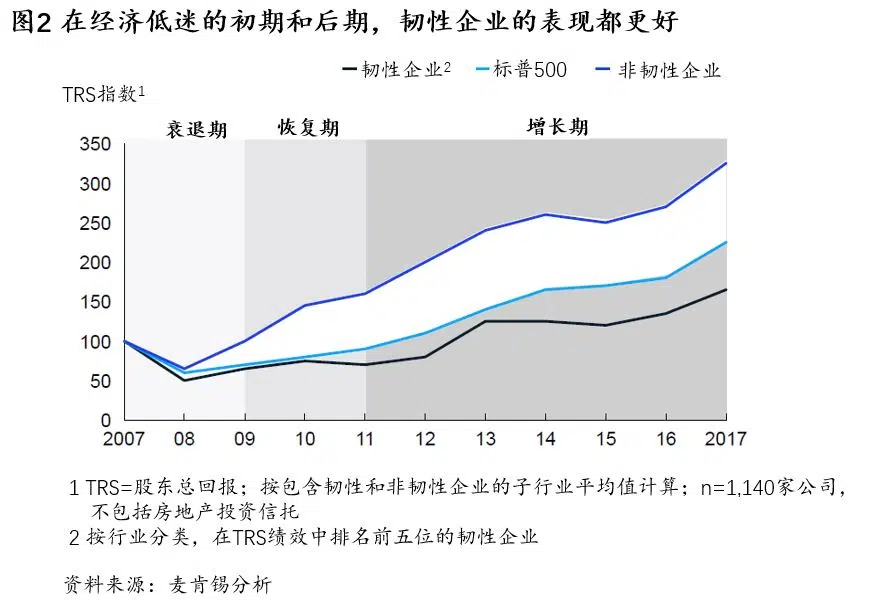 图2 在经济低迷的初期和后期，韧性企业的表现都更好
韧性企业2 标普500 非韧性企业
TRS指数1
衰退期 恢复期 增长期
350
300
250
200
150
100
50
0
2007 08 09 10 11 12 13 14 15 16 2017
1 TRS=股东总回报；按包含韧性和非韧性企业的子行业平均值计算；n=1,140家公司，
不包括房地产投资信托
2 按行业分类，在TRS绩效中排名前五位的韧性企业
资料来源：麦肯锡分析